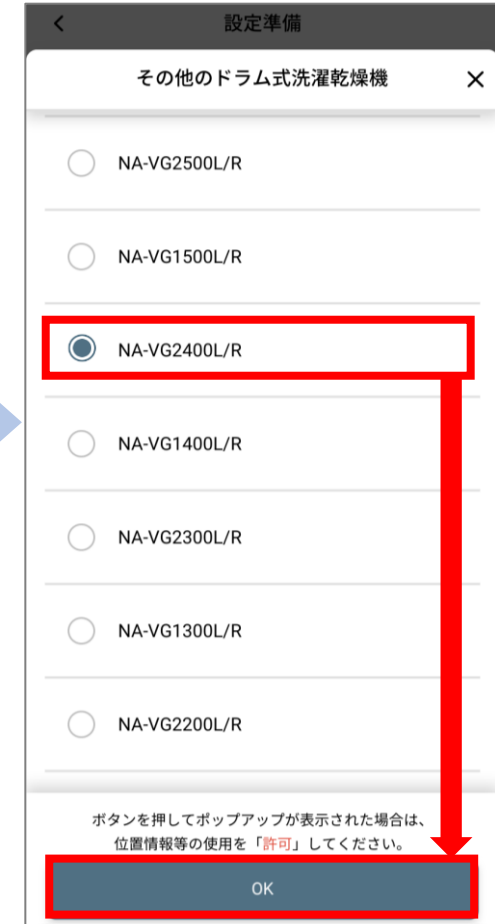 設定準備
その他のドラム式洗濯乾燥機
NA-VG2500L/R
NA-VG1500L/R
NA-VG2400L/R
NA-VG1400L/R
NA-VG2300L/R
NA-VG1300L/R
NA-VG2200L/R
ボタンを押してポップアップが表示された場合は、
位置情報等の使用を「許可」してください。
OK